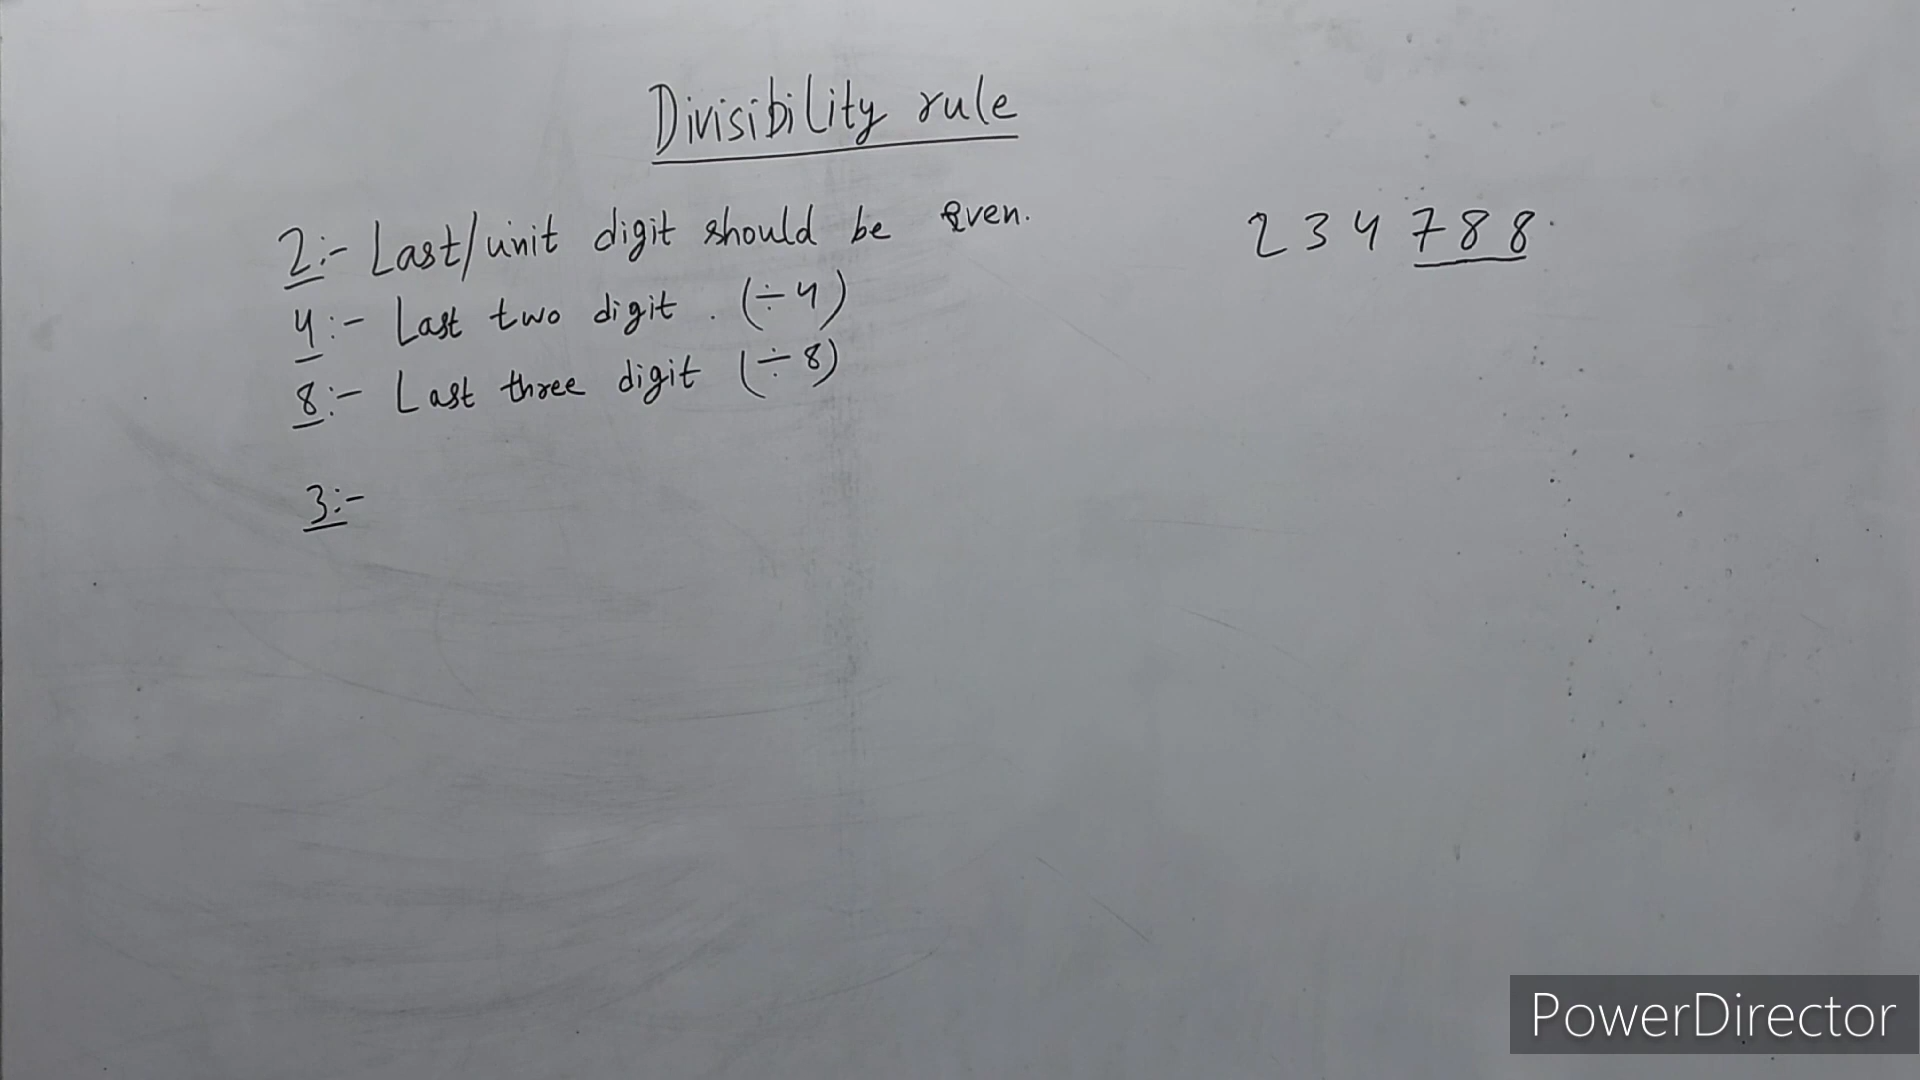 Divisibility rule
2:- Last/unit digit should be even.
234788
4:- Last two digit. (÷4)
8:- Last three digit (÷8)
3:-
PowerDirector